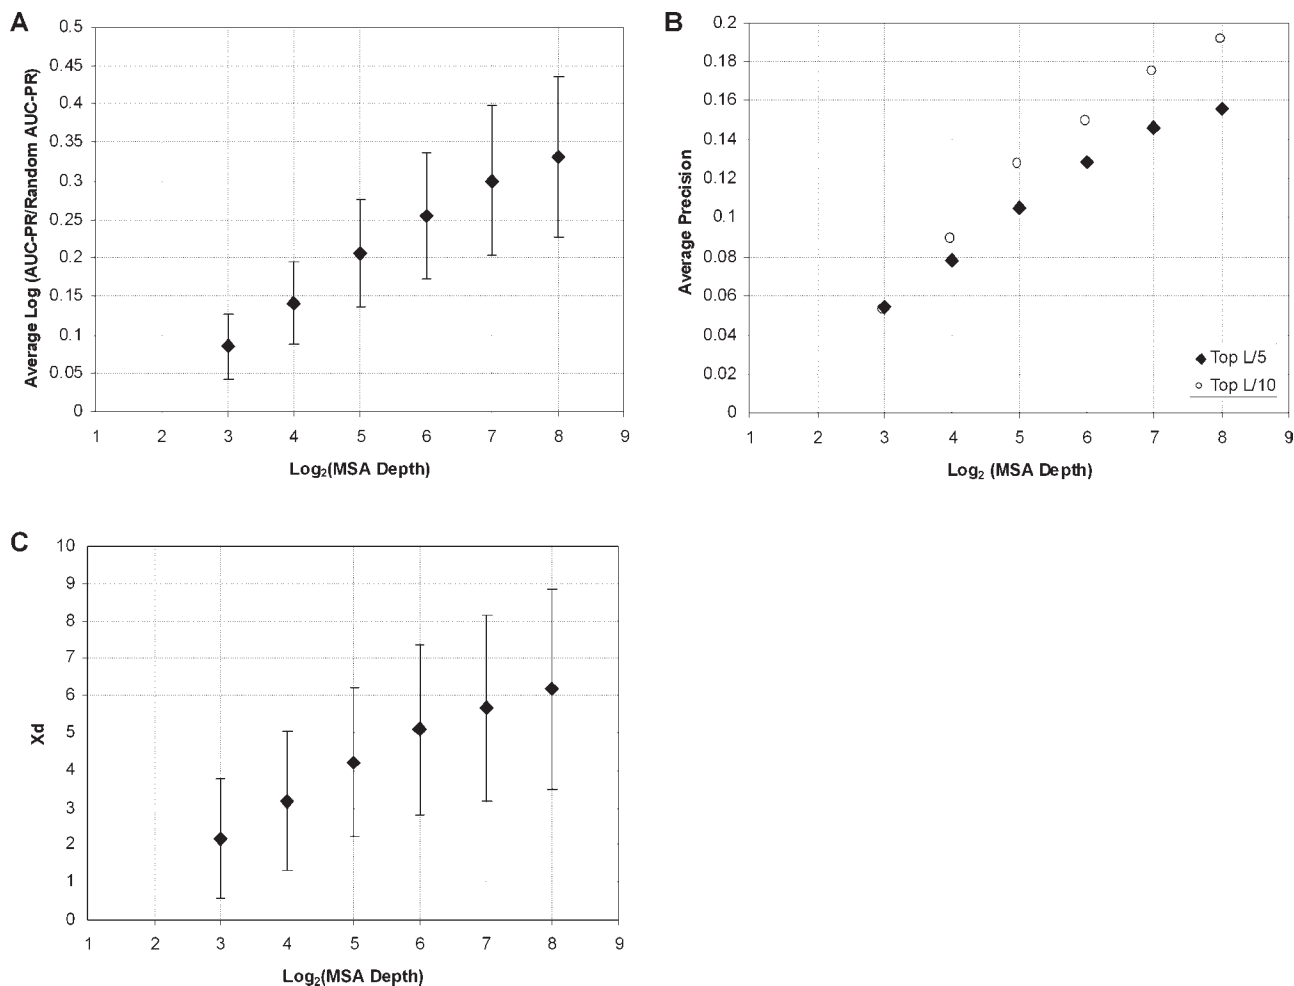 A
Average Log (AUC-PR/Random AUC-PR)
0.5
0.45
0.4
0.35
0.3
0.25
0.2
0.15
0.1
0.05
0
1 2 3 4 5 6 7 8 9
Log₂(MSA Depth)
B
Average Precision
0.2
0.18
0.16
0.14
0.12
0.1
0.08
0.06
0.04
0.02
0
Top L/5
Top L/10
1 2 3 4 5 6 7 8 9
Log₂ (MSA Depth)
C
Xd
10
9
8
7
6
5
4
3
2
1
0
1 2 3 4 5 6 7 8 9
Log₂(MSA Depth)